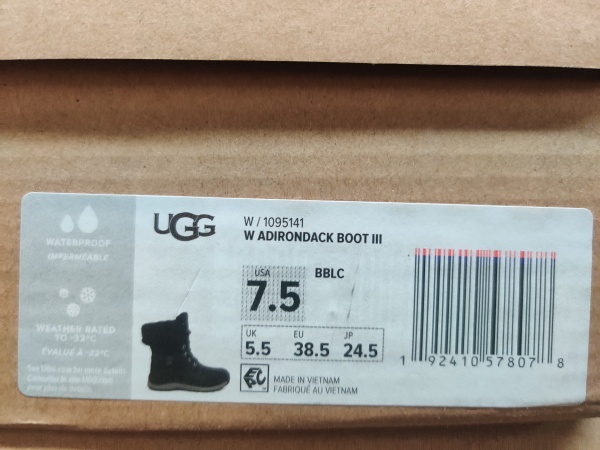 WATERPROOF
IMPERMÉABLE
WEATHER RATED
TO -32°C
ÉVALUÉ À -32°C
UGG
W / 1095141
W ADIRONDACK BOOT III
USA
7.5
BBLC
UK EU JP
5.5 38.5 24.5
MADE IN VIETNAM
FABRIQUÉ AU VIETNAM
1 92410 57807 8